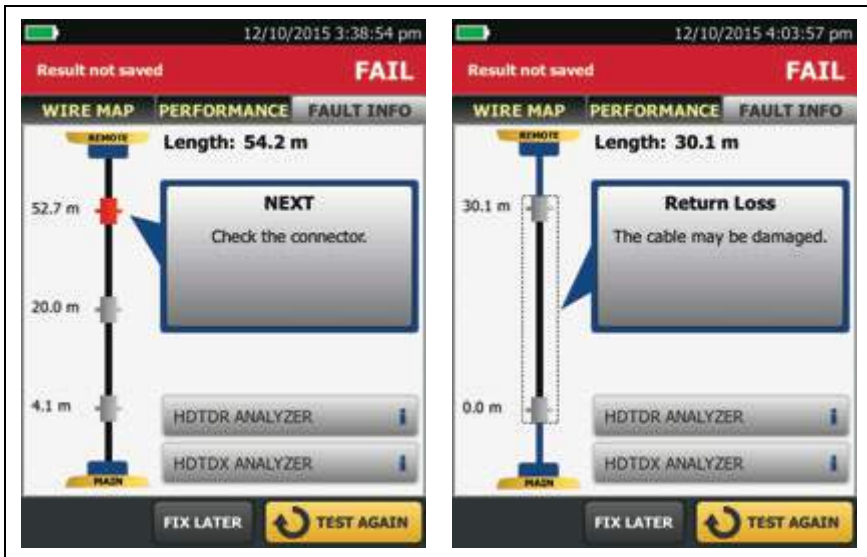 12/10/2015 3:38:54 pm
Result not saved FAIL
WIRE MAP PERFORMANCE FAULT INFO
REMOTE
Length: 54.2 m
52.7 m
NEXT
Check the connector.
20.0 m
4.1 m
HDTDR ANALYZER i
HDTDX ANALYZER i
MAIN
FIX LATER TEST AGAIN
12/10/2015 4:03:57 pm
Result not saved FAIL
WIRE MAP PERFORMANCE FAULT INFO
REMOTE
Length: 30.1 m
30.1 m
Return Loss
The cable may be damaged.
0.0 m
HDTDR ANALYZER i
HDTDX ANALYZER i
MAIN
FIX LATER TEST AGAIN